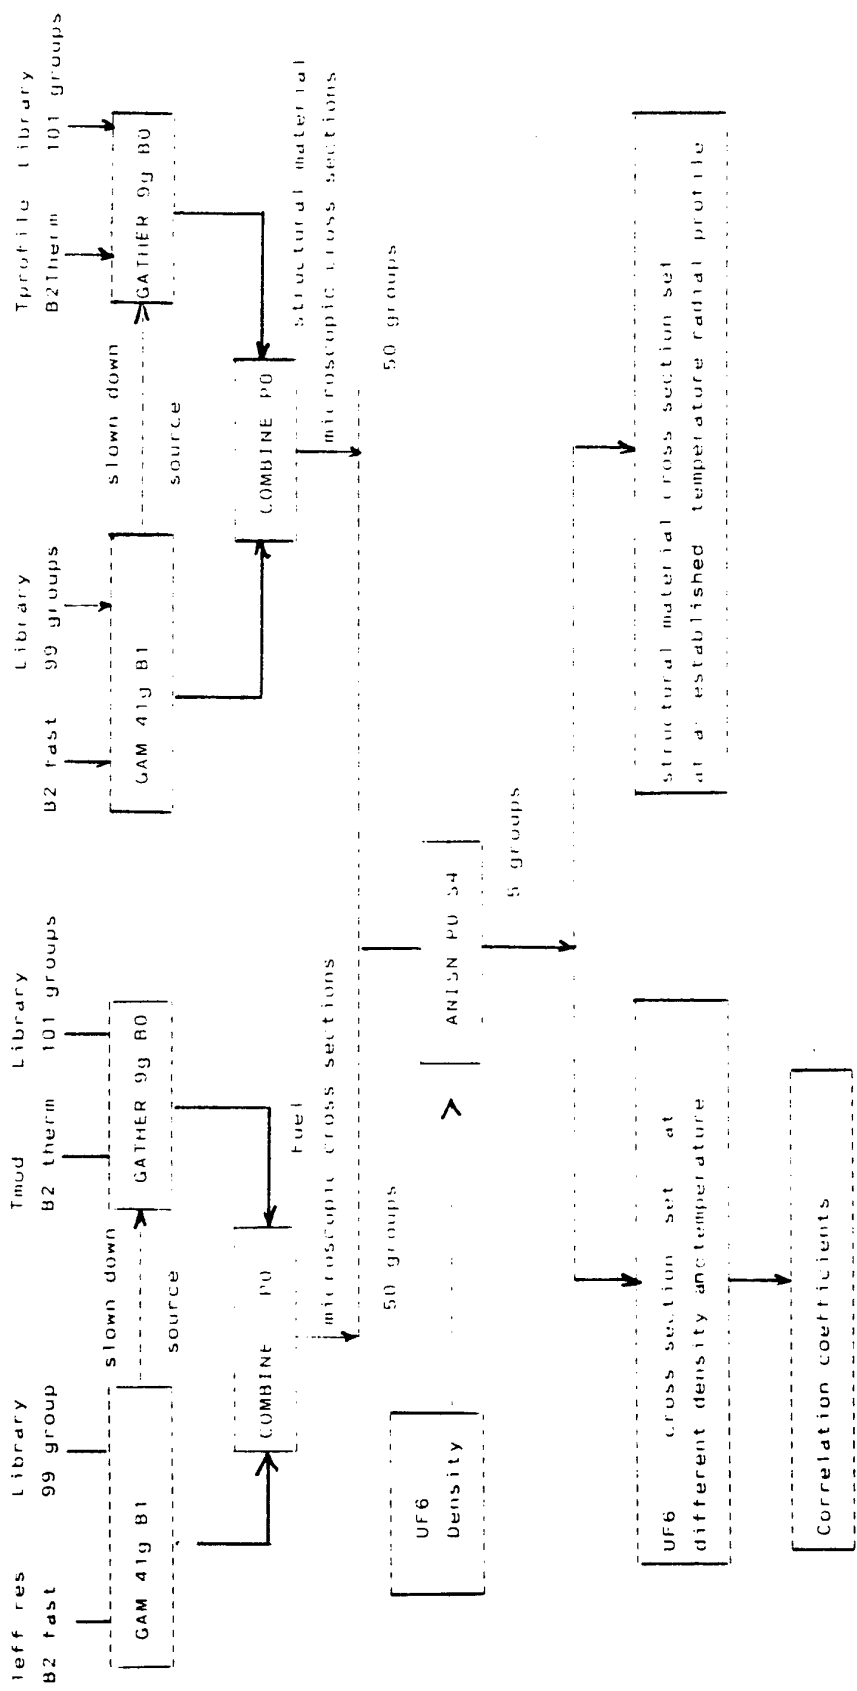 Ieff res Library
B2 fast 99 group
GAM 41g B1
slown down
source
Tmod Library
B2 therm 101 groups
GATHER 9g B0
COMBINE P0
Fuel
microscopic cross sections
50 groups
Library
B2 fast 99 groups
GAM 41g B1
slown down
source
Tprofile Library
B2Therm 101 groups
GATHER 9g B0
COMBINE P0
structural material
microscopic cross sections
50 groups
UF6
Density
ANISN P0 S4
5 groups
UF6 cross section set at
different density and temperature
Correlation coefficients
structural material cross section set
at a established temperature radial profile